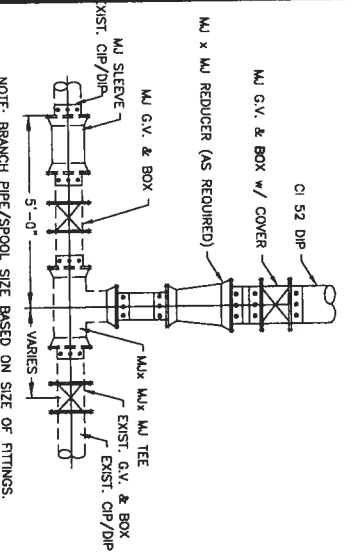 CI 52 DIP
MJ G.V. & BOX w/ COVER
MJ x MJ REDUCER (AS REQUIRED)
MJ G.V. & BOX
MJ SLEEVE
EXIST. CIP/DIP
5'-0"
VARIES
MJx MJx MJ TEE
EXIST. G.V. & BOX
EXIST. CIP/DIP
NOTE: BRANCH PIPE/SPOOL SIZE BASED ON SIZE OF FITTINGS.